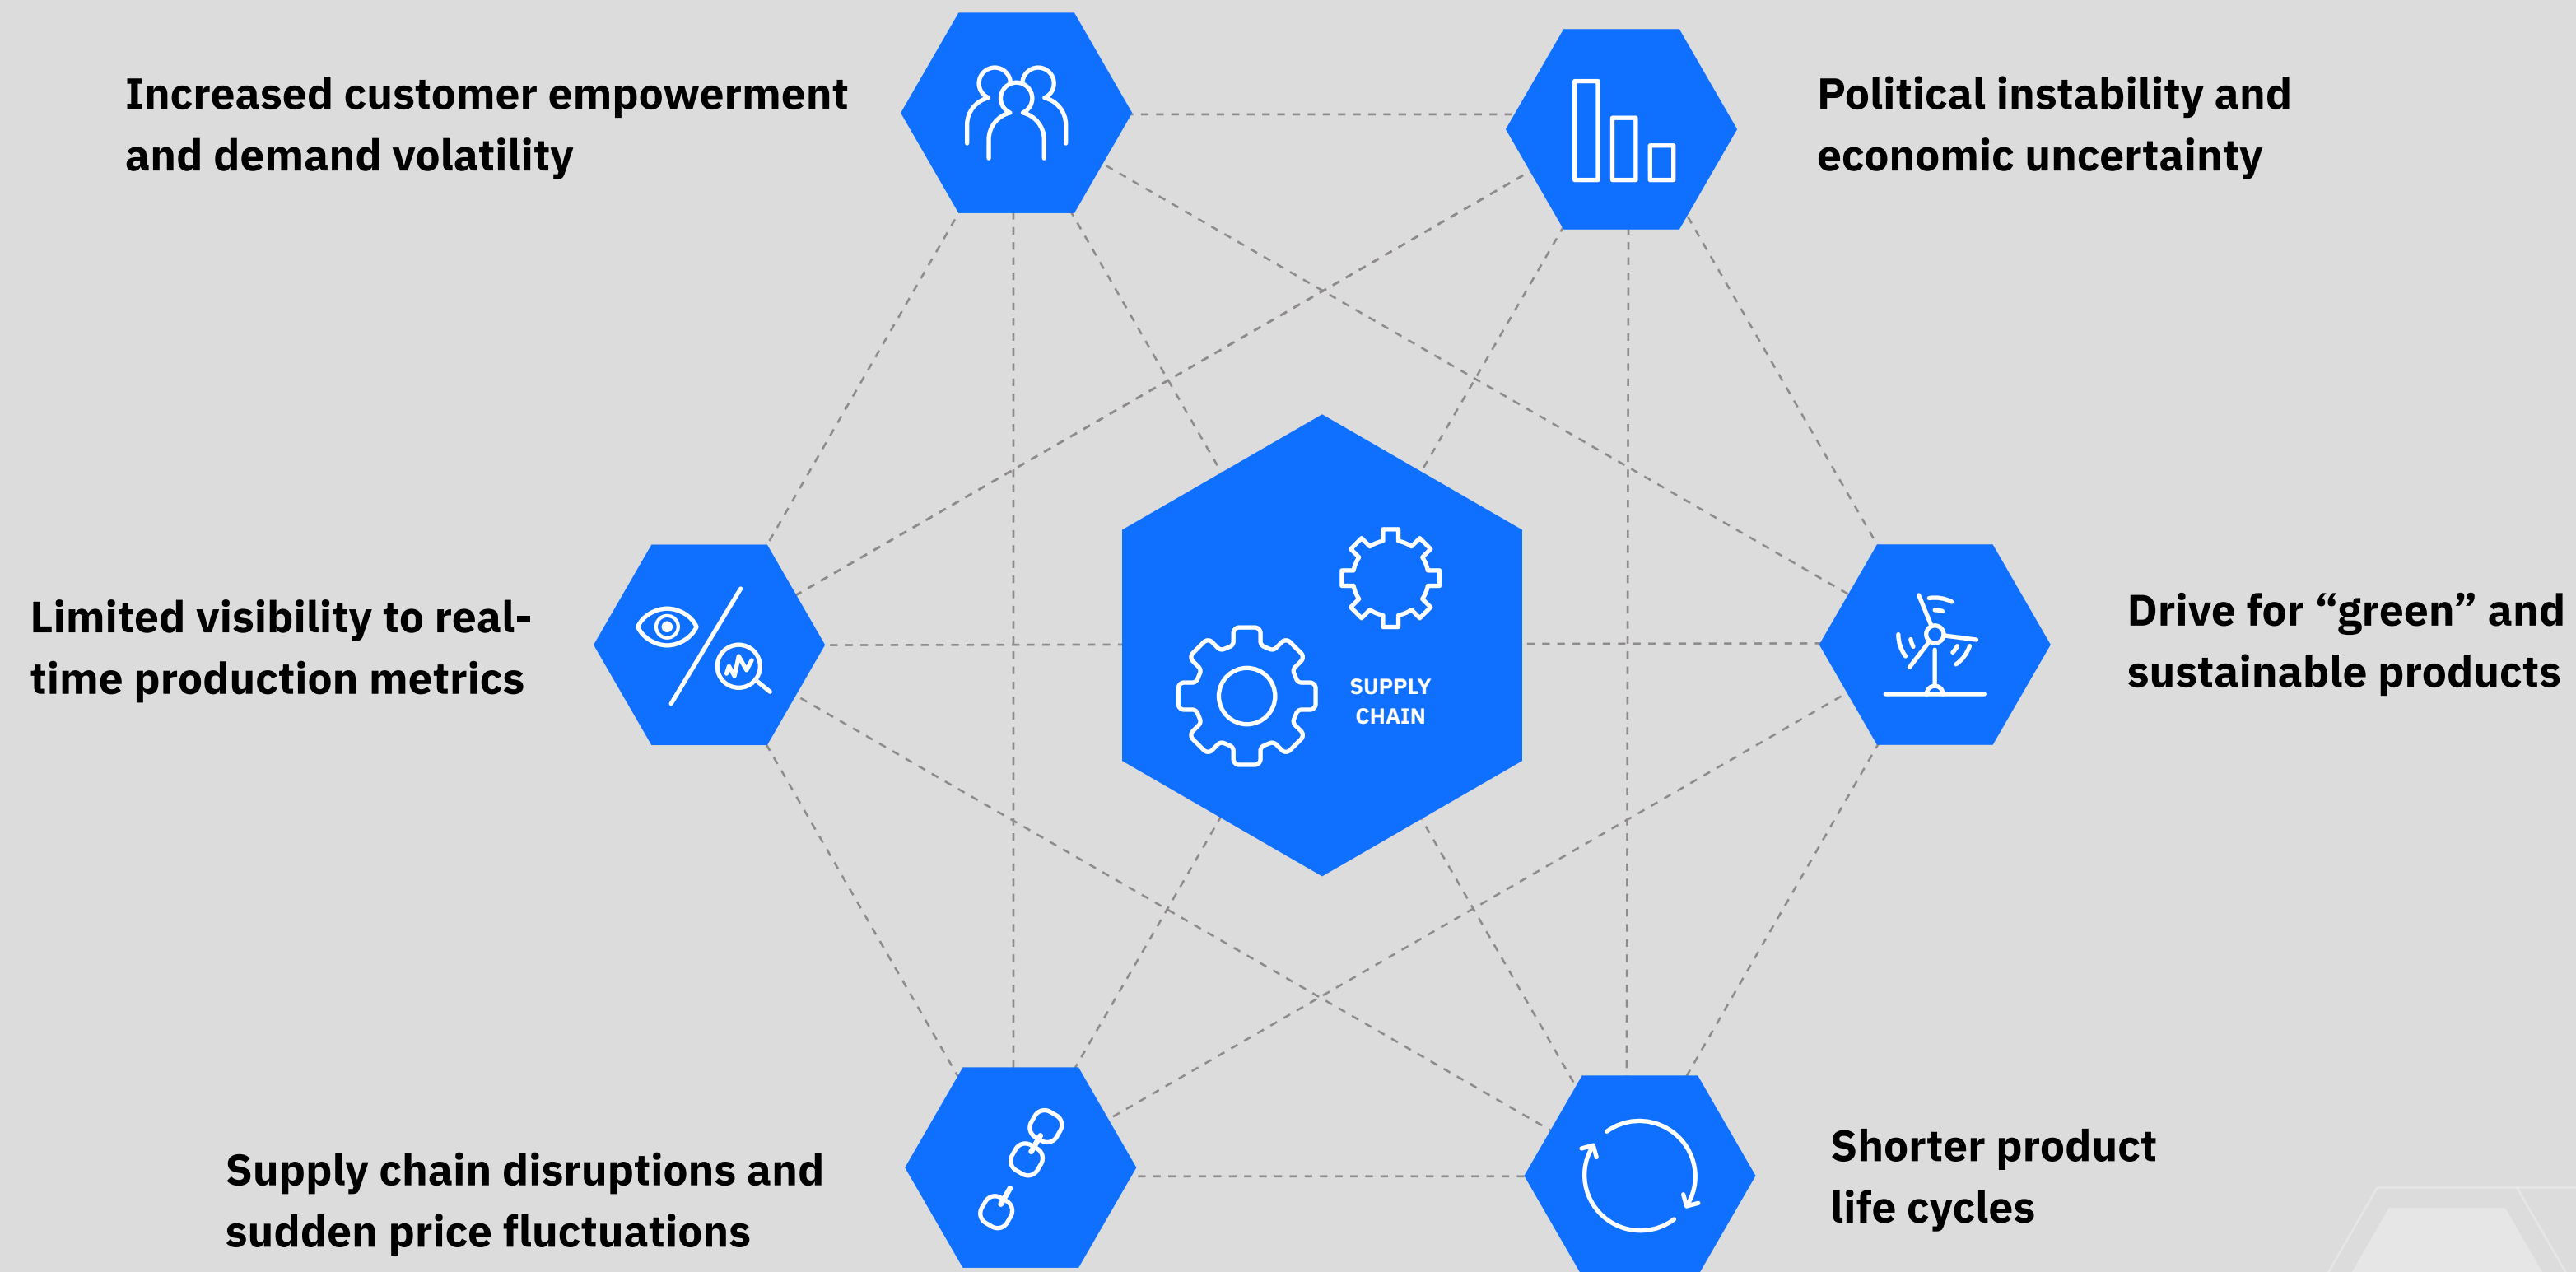 Increased customer empowerment
and demand volatility
Political instability and
economic uncertainty
Limited visibility to real-
time production metrics
SUPPLY
CHAIN
Drive for “green” and
sustainable products
Supply chain disruptions and
sudden price fluctuations
Shorter product
life cycles